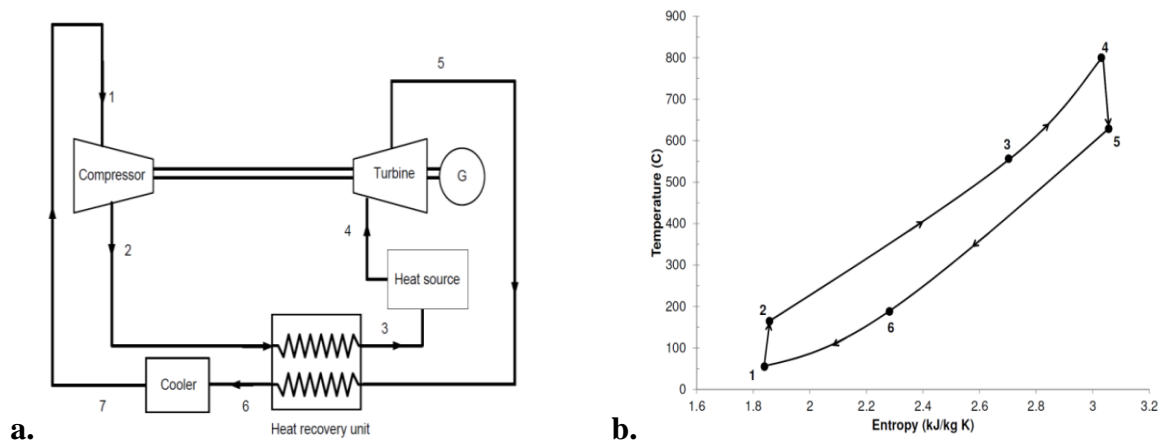 1
5
Compressor
Turbine
G
2
4
Heat source
3
Cooler
7
6
Heat recovery unit
a.
900
800
700
600
500
400
300
200
100
0
Temperature (C)
1
2
3
4
5
6
1.6 1.8 2 2.2 2.4 2.6 2.8 3 3.2
Entropy (kJ/kg K)
b.